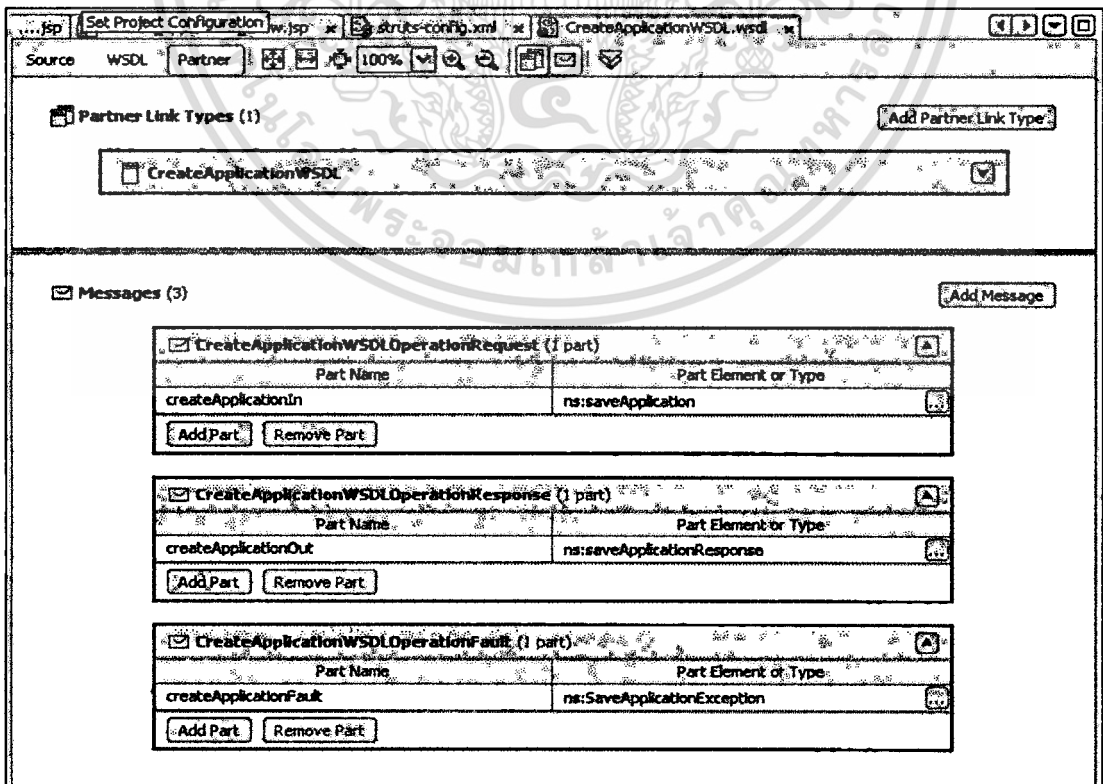 ....jsp Set Project Configuration w.jsp struts-config.xml CreateApplicationWSDL.wsdl
Source WSDL Partner 100%
Partner Link Types (1) Add Partner Link Type
CreateApplicationWSDL
Messages (3) Add Message
CreateApplicationWSDLOperationRequest (1 part)
Part Name Part Element or Type
createApplicationIn ns:saveApplication ...
Add Part Remove Part
CreateApplicationWSDLOperationResponse (1 part)
Part Name Part Element or Type
createApplicationOut ns:saveApplicationResponse ...
Add Part Remove Part
CreateApplicationWSDLOperationFault (1 part)
Part Name Part Element or Type
createApplicationFault ns:SaveApplicationException ...
Add Part Remove Part